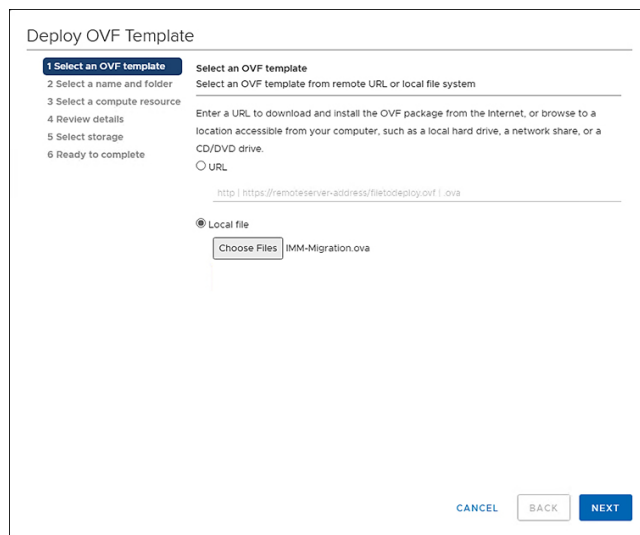 Deploy OVF Template
1 Select an OVF template
2 Select a name and folder
3 Select a compute resource
4 Review details
5 Select storage
6 Ready to complete
Select an OVF template
Select an OVF template from remote URL or local file system
Enter a URL to download and install the OVF package from the Internet, or browse to a
location accessible from your computer, such as a local hard drive, a network share, or a
CD/DVD drive.
URL
http | https://remoteserver-address/filetodeploy.ovf | .ova
Local file
Choose Files IMM-Migration.ova
CANCEL BACK NEXT